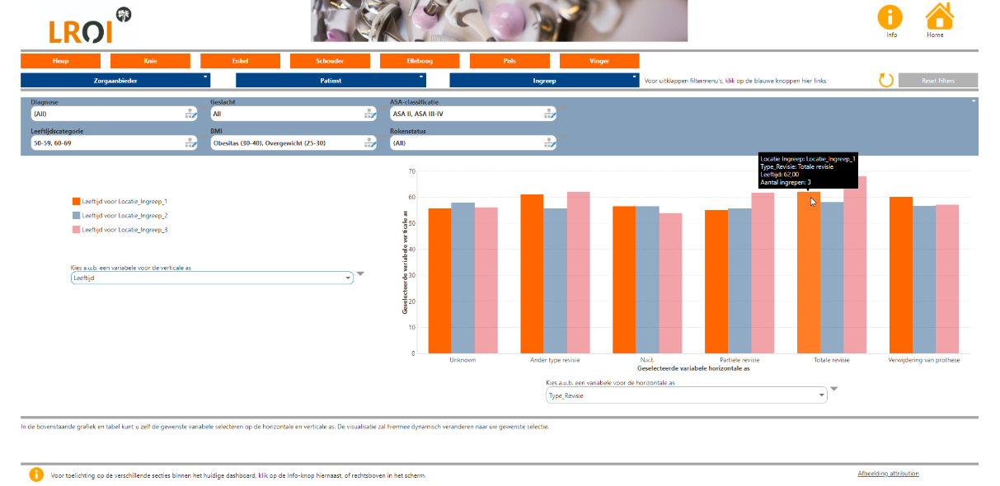 LROI
Info
Home
Heup
Knie
Enkel
Schouder
Elleboog
Pols
Vinger
Zorgaanbieder
Patient
Ingreep
Voor uitklappen filtermenu's, klik op de blauwe knoppen hier links
Reset Filters
Diagnose
(All)
Geslacht
All
ASA-classificatie
ASA II, ASA III-IV
Leeftijdscategorie
50-59, 60-69
BMI
Obesitas (30-40), Overgewicht (25-30)
Rokenstatus
(All)
Leeftijd voor Locatie_Ingreep_1
Leeftijd voor Locatie_Ingreep_2
Leeftijd voor Locatie_Ingreep_3
Kies a.u.b. een variabele voor de verticale as
Leeftijd
Locatie Ingreep: Locatie_Ingreep_1
Type_Revisie: Totale revisie
Leeftijd: 62,00
Aantal ingrepen: 3
Geselecteerde variabele verticale as
70
60
50
40
30
20
10
0
Unknown
Ander type revisie
N.v.t.
Partiele revisie
Totale revisie
Verwijdering van prothese
Geselecteerde variabele horizontale as
Kies a.u.b. een variabele voor de horizontale as
Type_Revisie
In de bovenstaande grafiek en tabel kunt u zelf de gewenste variabele selecteren op de horizontale en verticale as. De visualisatie zal hiermee dynamisch veranderen naar uw gewenste selectie.
Voor toelichting op de verschillende secties binnen het huidige dashboard, klik op de Info-knop hiernaast, of rechtsboven in het scherm.
Afbeelding attribution